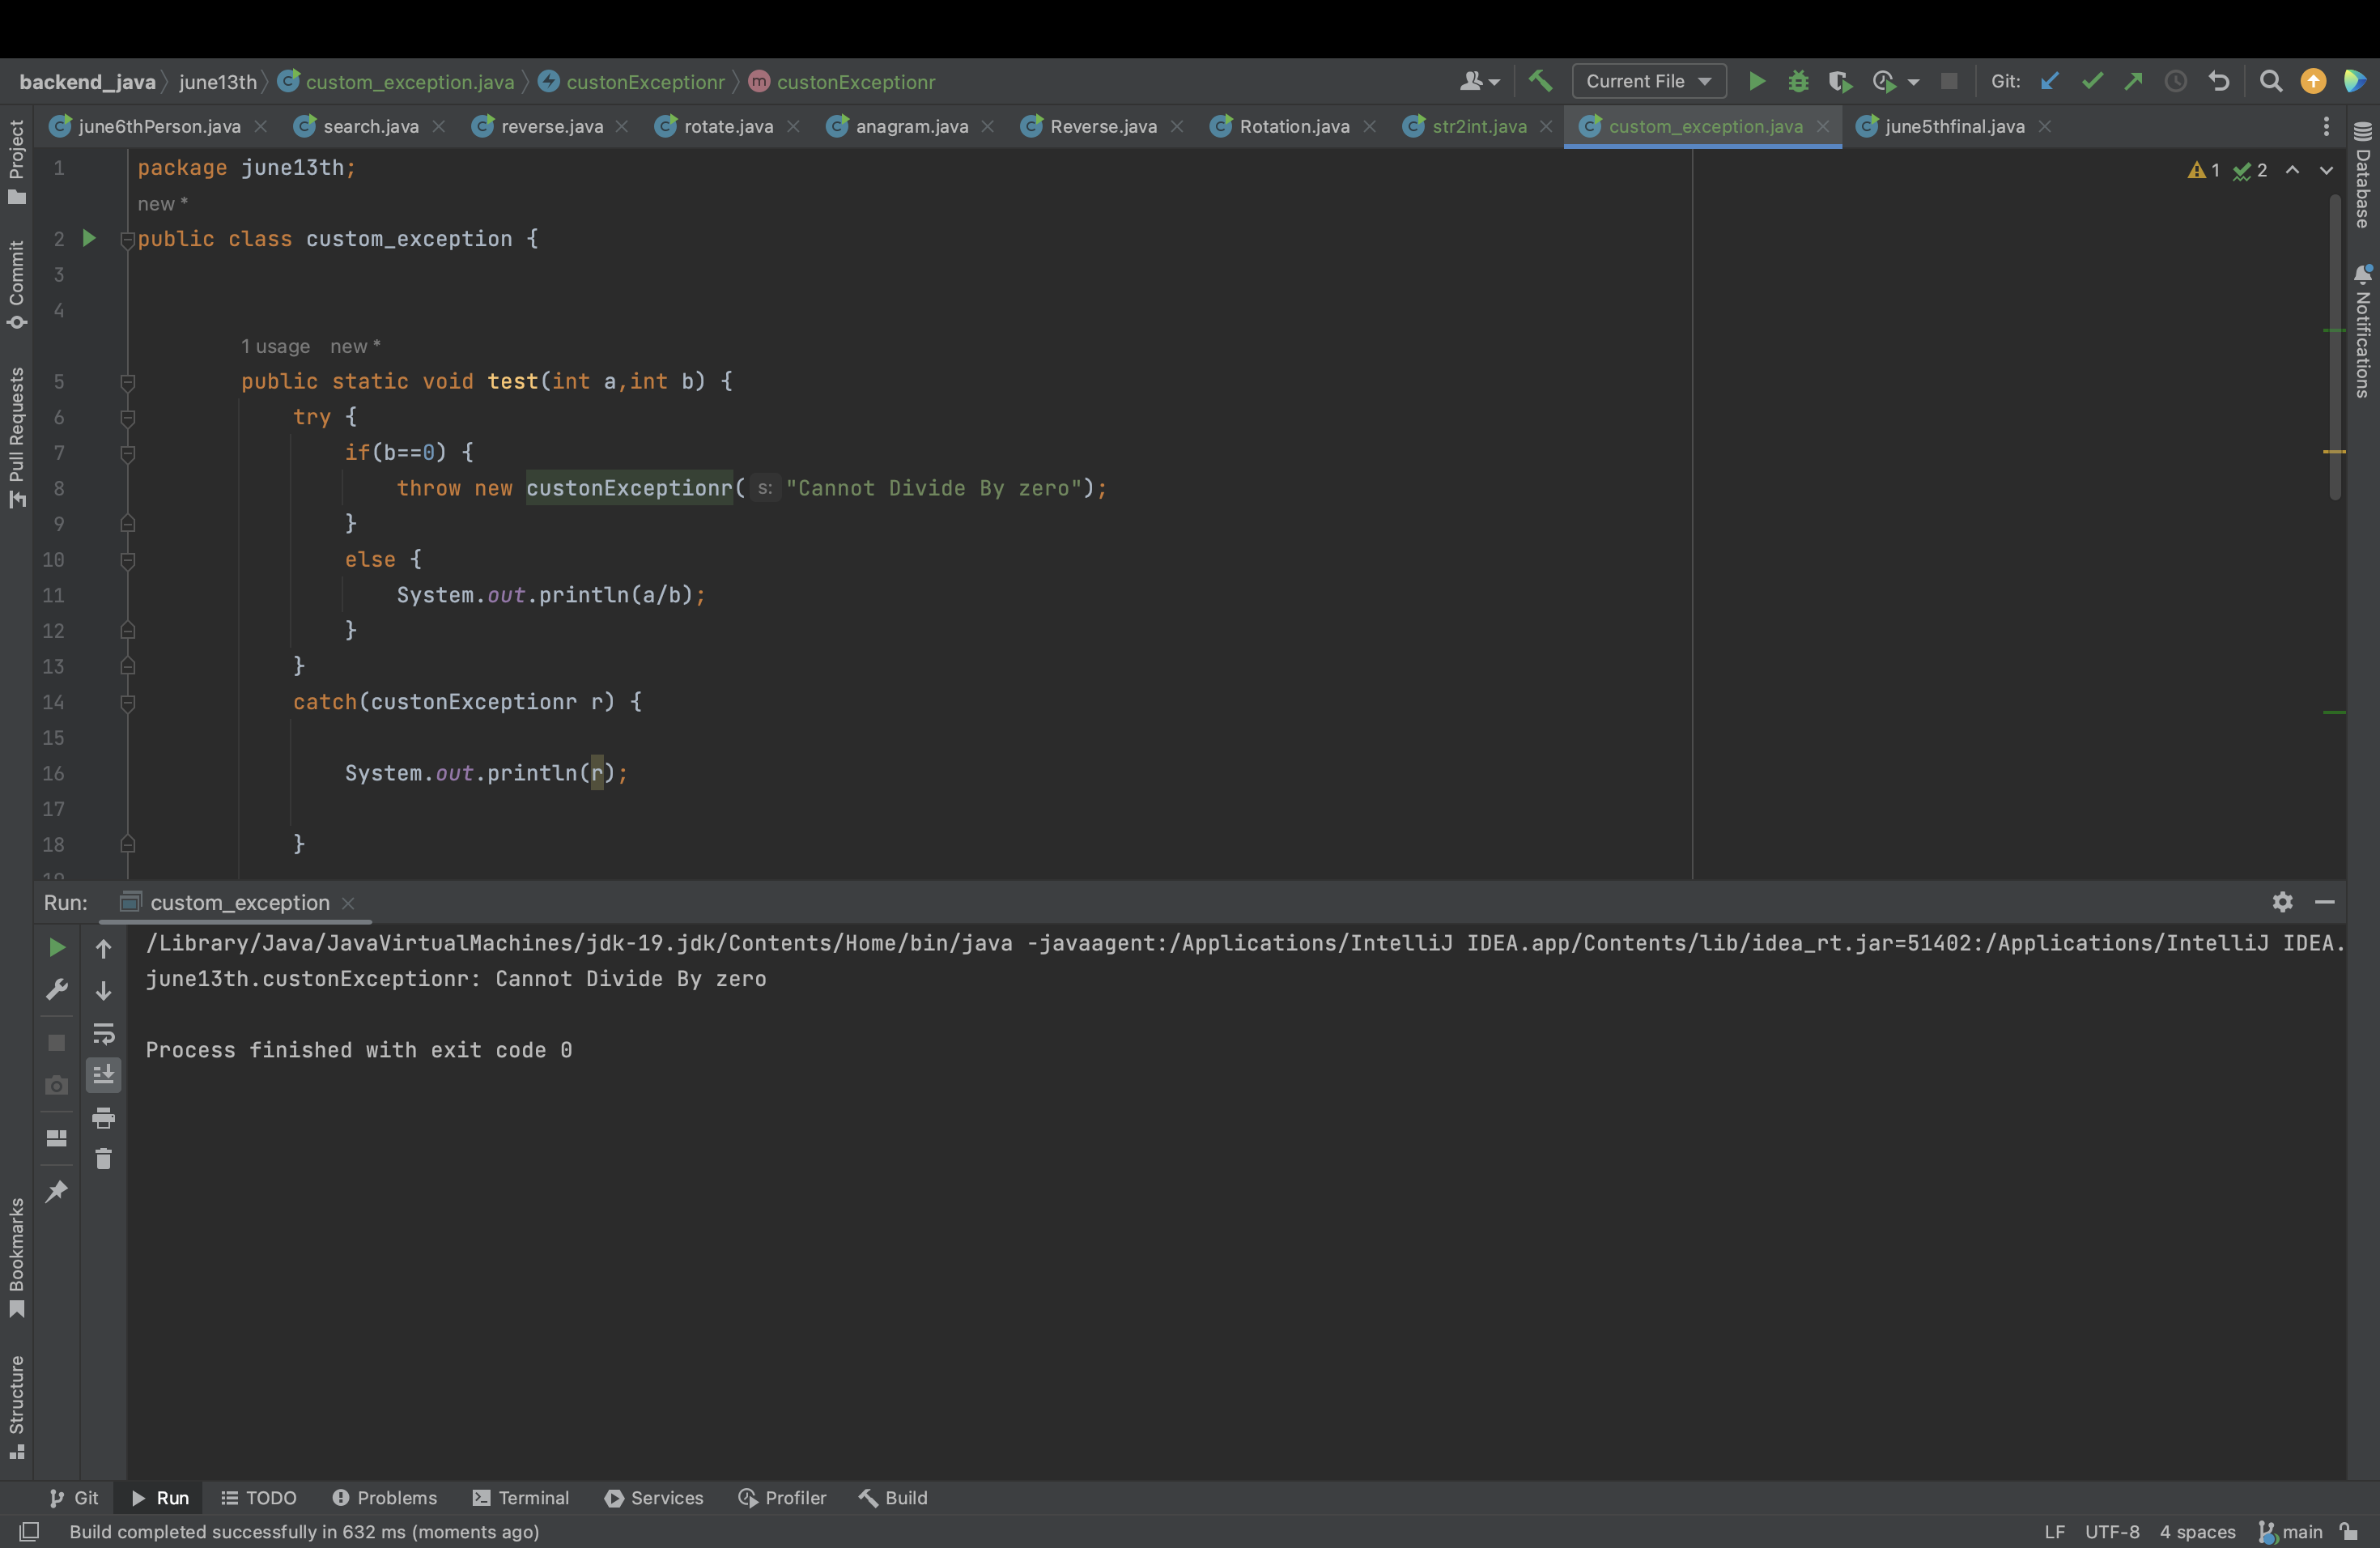 backend_java june13th custom_exception.java custonExceptionr custonExceptionr Current File Git:
june6thPerson.java search.java reverse.java rotate.java anagram.java Reverse.java Rotation.java str2int.java custom_exception.java june5thfinal.java
Project
Commit
Pull Requests
Bookmarks
Structure
Database
Notifications
1 2
1 package june13th;
new *
2 public class custom_exception {
3
4
1 usage new *
5 public static void test(int a,int b) {
6 try {
7 if(b==0) {
8 throw new custonExceptionr( s: "Cannot Divide By zero");
9 }
10 else {
11 System.out.println(a/b);
12 }
13 }
14 catch(custonExceptionr r) {
15
16 System.out.println(r);
17
18 }
19
Run: custom_exception
/Library/Java/JavaVirtualMachines/jdk-19.jdk/Contents/Home/bin/java -javaagent:/Applications/IntelliJ IDEA.app/Contents/lib/idea_rt.jar=51402:/Applications/IntelliJ IDEA.
june13th.custonExceptionr: Cannot Divide By zero
Process finished with exit code 0
Git Run TODO Problems Terminal Services Profiler Build
Build completed successfully in 632 ms (moments ago) LF UTF-8 4 spaces main